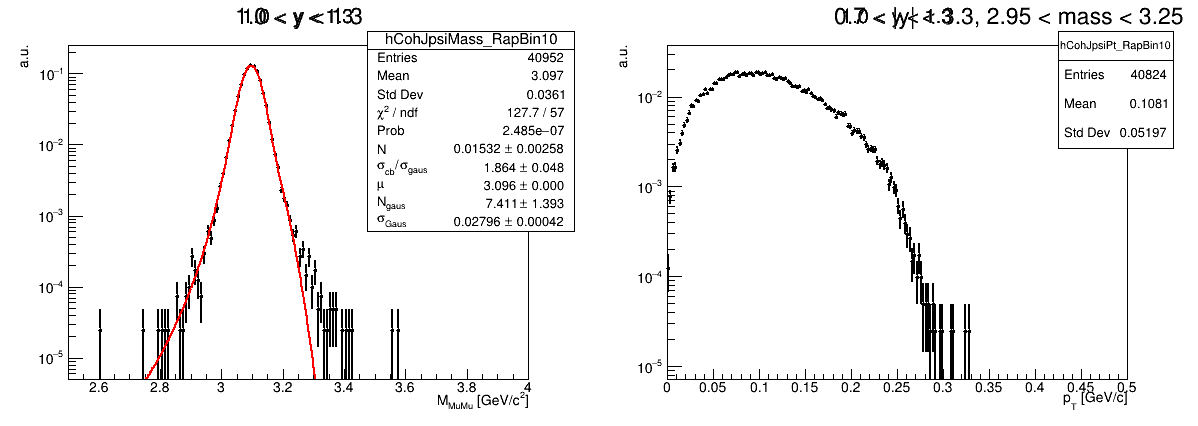 1.0 < y < 1.3
a.u.
hCohJpsiMass_RapBin10
Entries 40952
Mean 3.097
Std Dev 0.0361
χ² / ndf 127.7 / 57
Prob 2.485e−07
N 0.01532 ± 0.00258
σcb/σgaus 1.864 ± 0.048
μ 3.096 ± 0.000
Ngaus 7.411 ± 1.393
σGaus 0.02796 ± 0.00042
10⁻¹
10⁻²
10⁻³
10⁻⁴
10⁻⁵
2.6 2.8 3 3.2 3.4 3.6 3.8 4
MMuMu [GeV/c²]
< 1.3, 2.95 < mass < 3.25
a.u.
hCohJpsiPt_RapBin10
Entries 40824
Mean 0.1081
Std Dev 0.05197
10⁻²
10⁻³
10⁻⁴
10⁻⁵
0 0.05 0.1 0.15 0.2 0.25 0.3 0.35 0.4 0.45 0.5
pT [GeV/c]